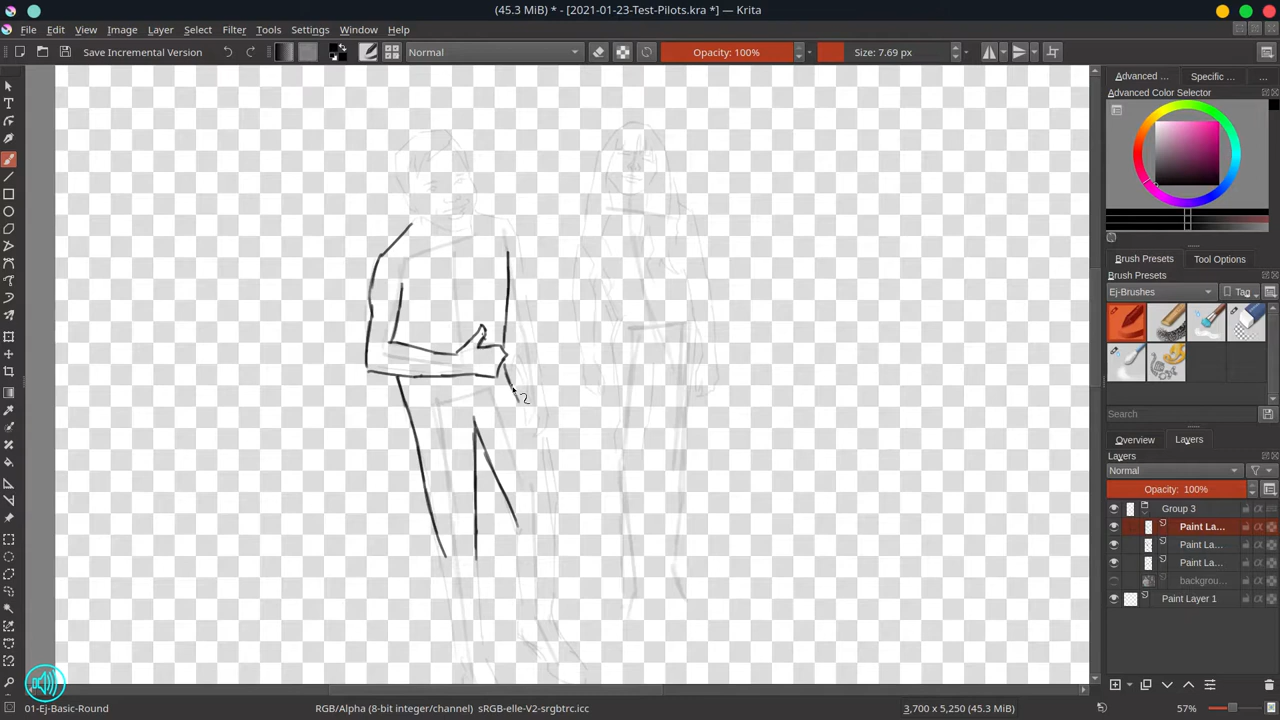 (45.3 MiB) * - [2021-01-23-Test-Pilots.kra *] — Krita
File Edit View Image Layer Select Filter Tools Settings Window Help
Save Incremental Version Normal Opacity: 100% Size: 7.69 px
Advanced ... Specific ... ...
Advanced Color Selector
Brush Presets Tool Options
Brush Presets
Ej-Brushes Tag
Search
Overview Layers
Layers
Normal
Opacity: 100%
Group 3
Paint La...
Paint La...
Paint La...
backgrou...
Paint Layer 1
01-Ej-Basic-Round RGB/Alpha (8-bit integer/channel) sRGB-elle-V2-srgbtrc.icc 3,700 x 5,250 (45.3 MiB) 57%